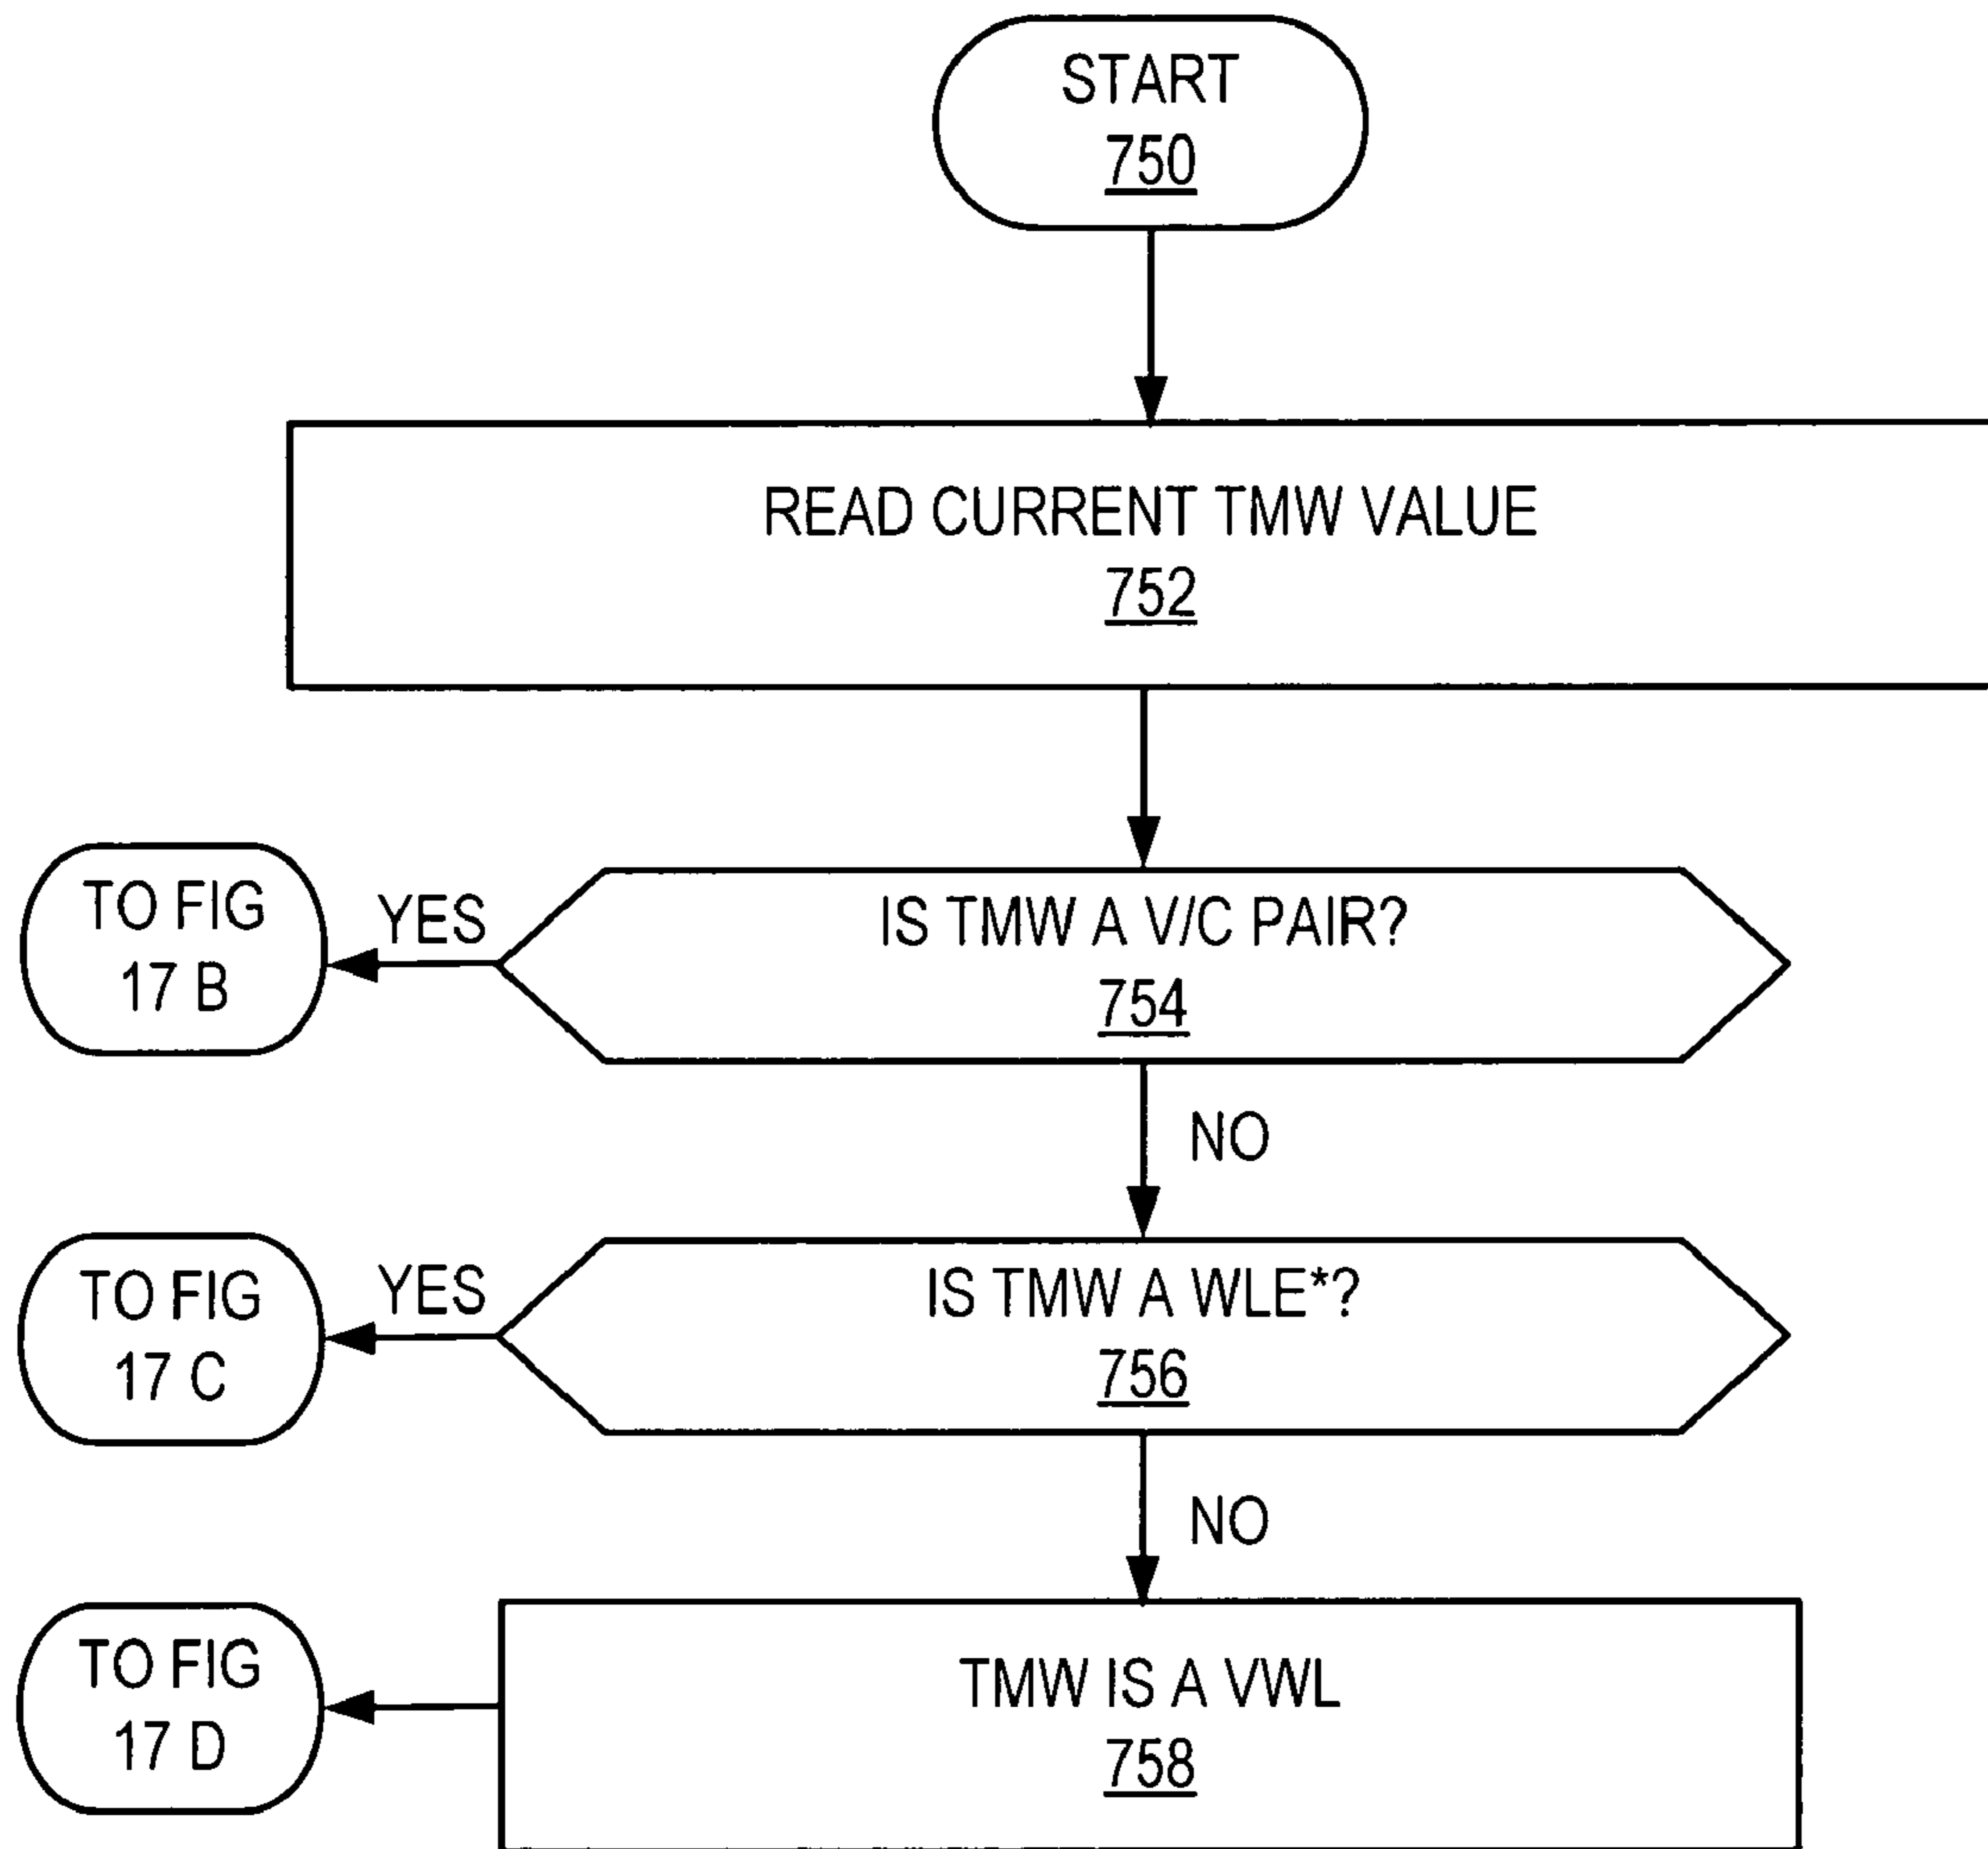 START
750
READ CURRENT TMW VALUE
752
TO FIG
17 B
YES
IS TMW A V/C PAIR?
754
NO
TO FIG
17 C
YES
IS TMW A WLE*?
756
NO
TO FIG
17 D
TMW IS A VWL
758